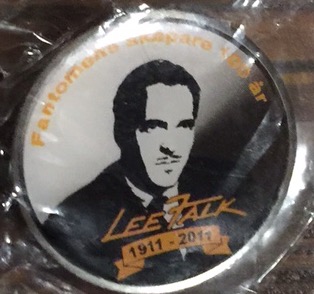 Fantomens skapare 100 år
LEE FALK
1911 - 2011